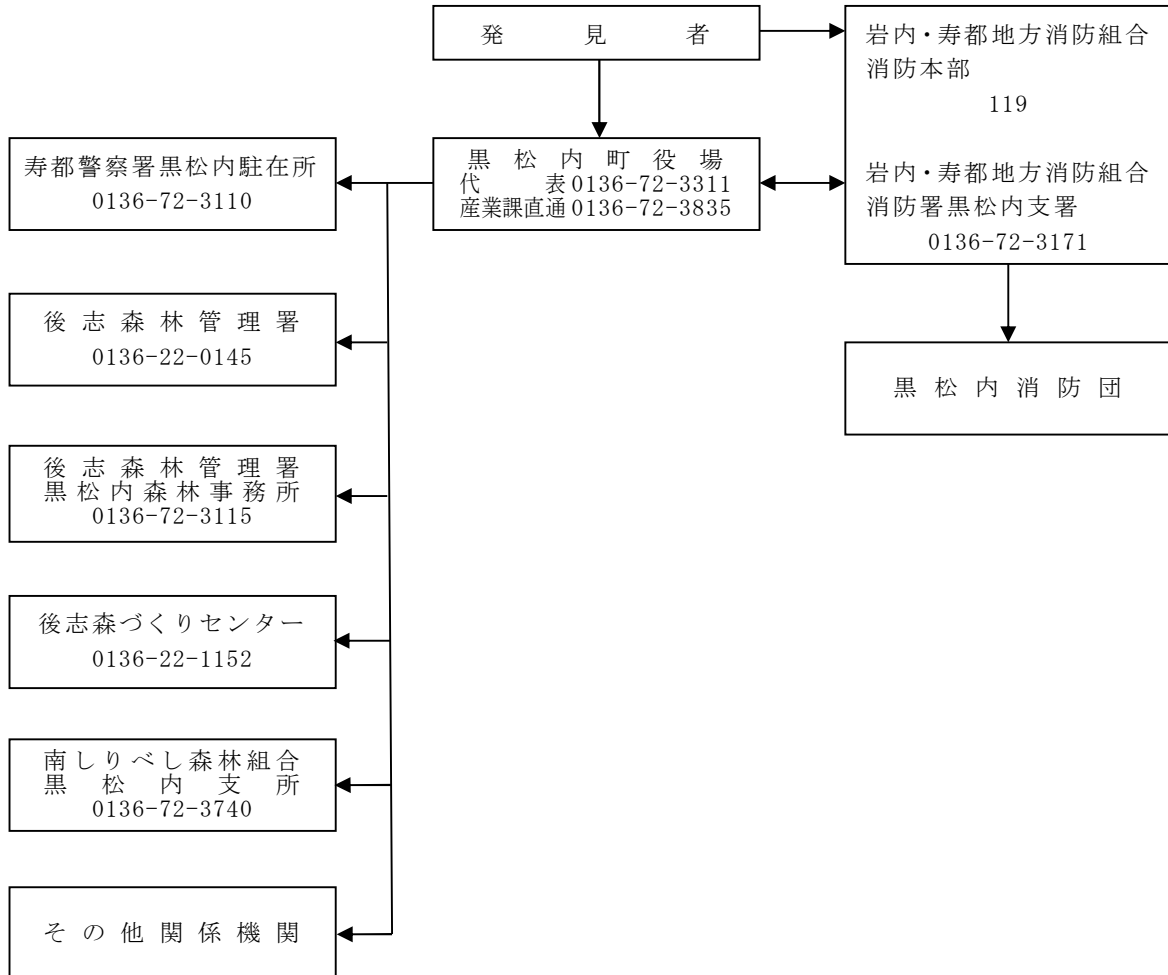 発見者
岩内・寿都地方消防組合
消防本部
119
岩内・寿都地方消防組合
消防署黒松内支署
0136-72-3171
黒松内町役場
代表0136-72-3311
産業課直通0136-72-3835
寿都警察署黒松内駐在所
0136-72-3110
後志森林管理署
0136-22-0145
黒松内消防団
後志森林管理署
黒松内森林事務所
0136-72-3115
後志森づくりセンター
0136-22-1152
南しりべし森林組合
黒松内支所
0136-72-3740
その他関係機関